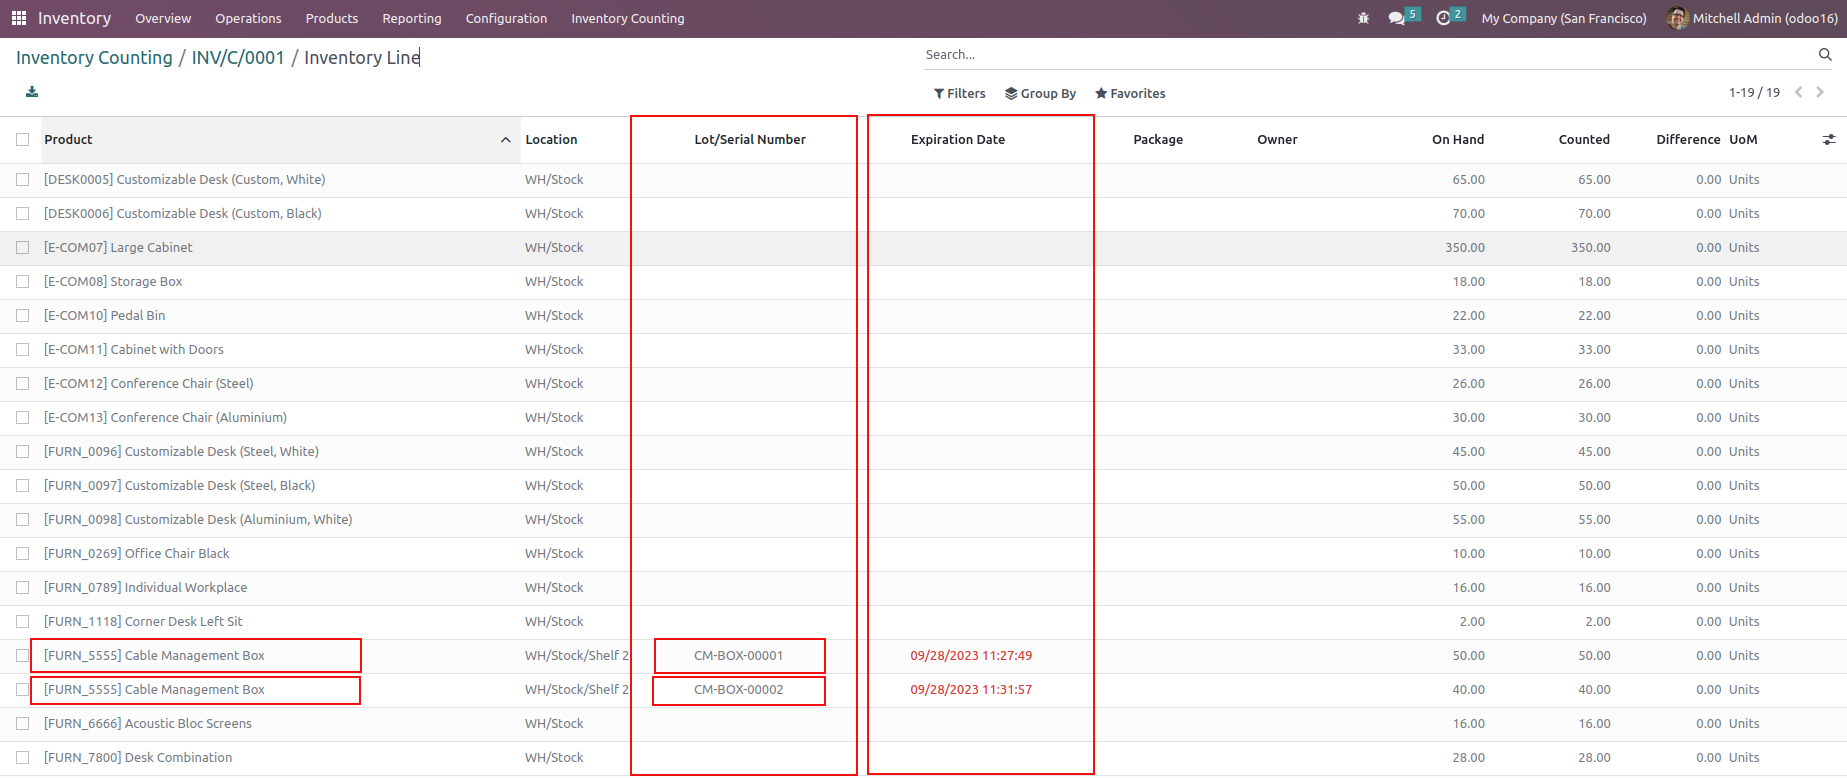 Inventory Overview Operations Products Reporting Configuration Inventory Counting 5 2 My Company (San Francisco) Mitchell Admin (odoo16)
Inventory Counting / INV/C/0001 / Inventory Line Search...
Filters Group By Favorites 1-19 / 19
Product Location Lot/Serial Number Expiration Date Package Owner On Hand Counted Difference UoM
[DESK0005] Customizable Desk (Custom, White) WH/Stock 65.00 65.00 0.00 Units
[DESK0006] Customizable Desk (Custom, Black) WH/Stock 70.00 70.00 0.00 Units
[E-COM07] Large Cabinet WH/Stock 350.00 350.00 0.00 Units
[E-COM08] Storage Box WH/Stock 18.00 18.00 0.00 Units
[E-COM10] Pedal Bin WH/Stock 22.00 22.00 0.00 Units
[E-COM11] Cabinet with Doors WH/Stock 33.00 33.00 0.00 Units
[E-COM12] Conference Chair (Steel) WH/Stock 26.00 26.00 0.00 Units
[E-COM13] Conference Chair (Aluminium) WH/Stock 30.00 30.00 0.00 Units
[FURN_0096] Customizable Desk (Steel, White) WH/Stock 45.00 45.00 0.00 Units
[FURN_0097] Customizable Desk (Steel, Black) WH/Stock 50.00 50.00 0.00 Units
[FURN_0098] Customizable Desk (Aluminium, White) WH/Stock 55.00 55.00 0.00 Units
[FURN_0269] Office Chair Black WH/Stock 10.00 10.00 0.00 Units
[FURN_0789] Individual Workplace WH/Stock 16.00 16.00 0.00 Units
[FURN_1118] Corner Desk Left Sit WH/Stock 2.00 2.00 0.00 Units
[FURN_5555] Cable Management Box WH/Stock/Shelf 2 CM-BOX-00001 09/28/2023 11:27:49 50.00 50.00 0.00 Units
[FURN_5555] Cable Management Box WH/Stock/Shelf 2 CM-BOX-00002 09/28/2023 11:31:57 40.00 40.00 0.00 Units
[FURN_6666] Acoustic Bloc Screens WH/Stock 16.00 16.00 0.00 Units
[FURN_7800] Desk Combination WH/Stock 28.00 28.00 0.00 Units